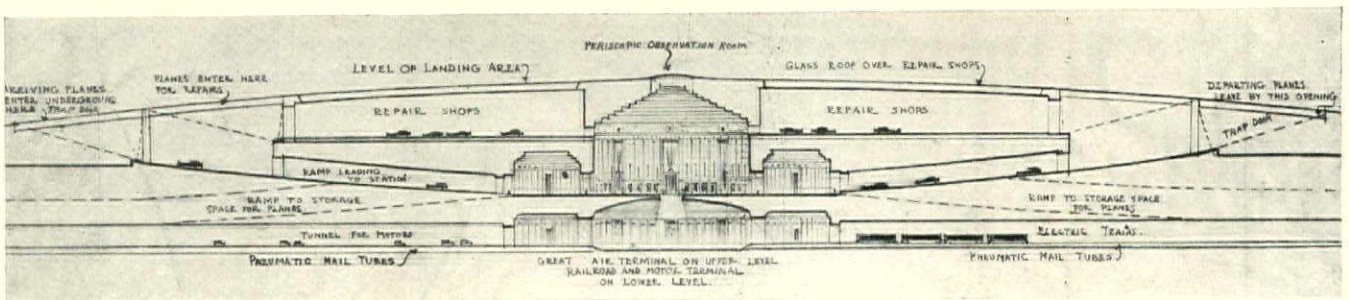 PERISCOPIC OBSERVATION ROOM
LEVEL OF LANDING AREA
GLASS ROOF OVER REPAIR SHOPS
ARRIVING PLANES
ENTER UNDERGROUND
HERE TRAP DOOR
PLANES ENTER HERE
FOR REPAIRS
DEPARTING PLANES
LEAVE BY THIS OPENING
REPAIR SHOPS
REPAIR SHOPS
TRAP DOOR
RAMP LEADING
TO STATION
RAMP TO STORAGE
SPACE FOR PLANES
RAMP TO STORAGE SPACE
FOR PLANES
TUNNEL FOR MOTORS
ELECTRIC TRAINS.
PNEUMATIC MAIL TUBES
PNEUMATIC MAIL TUBES
GREAT AIR TERMINAL ON UPPER LEVEL
RAILROAD AND MOTOR TERMINAL
ON LOWER LEVEL.